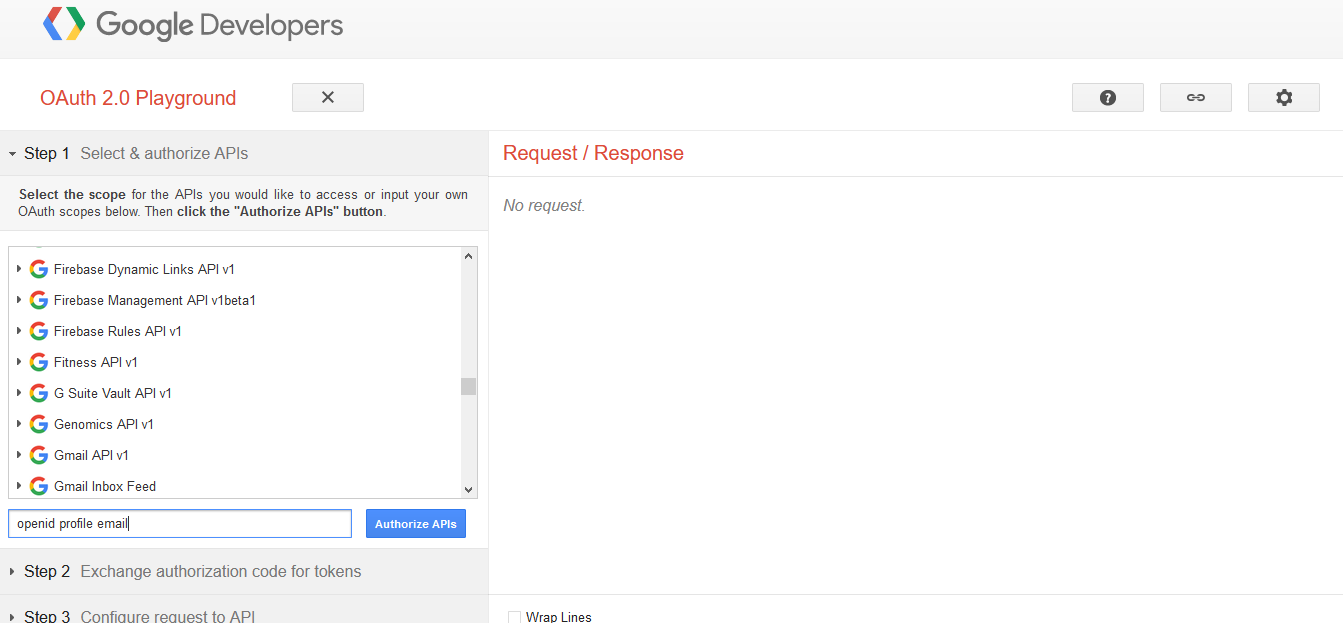 Google Developers
OAuth 2.0 Playground
Step 1 Select & authorize APIs
Select the scope for the APIs you would like to access or input your own
OAuth scopes below. Then click the "Authorize APIs" button.
Firebase Dynamic Links API v1
Firebase Management API v1beta1
Firebase Rules API v1
Fitness API v1
G Suite Vault API v1
Genomics API v1
Gmail API v1
Gmail Inbox Feed
openid profile email
Authorize APIs
Step 2 Exchange authorization code for tokens
Step 3 Configure request to API
Request / Response
No request.
Wrap Lines